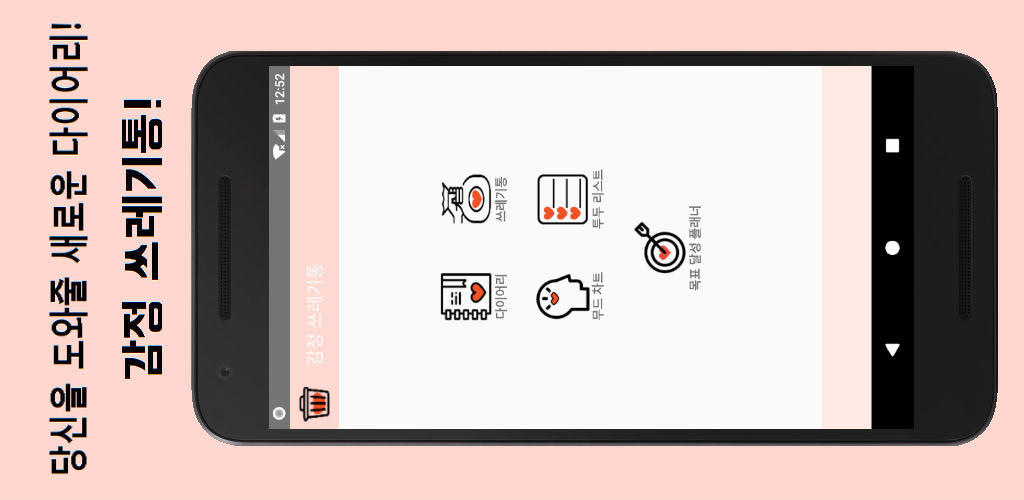 당신을 도와줄 새로운 다이어리!
감정 쓰레기통!
12:52
감정 쓰레기통
다이어리
쓰레기통
무드 차트
투두 리스트
목표 달성 플래너